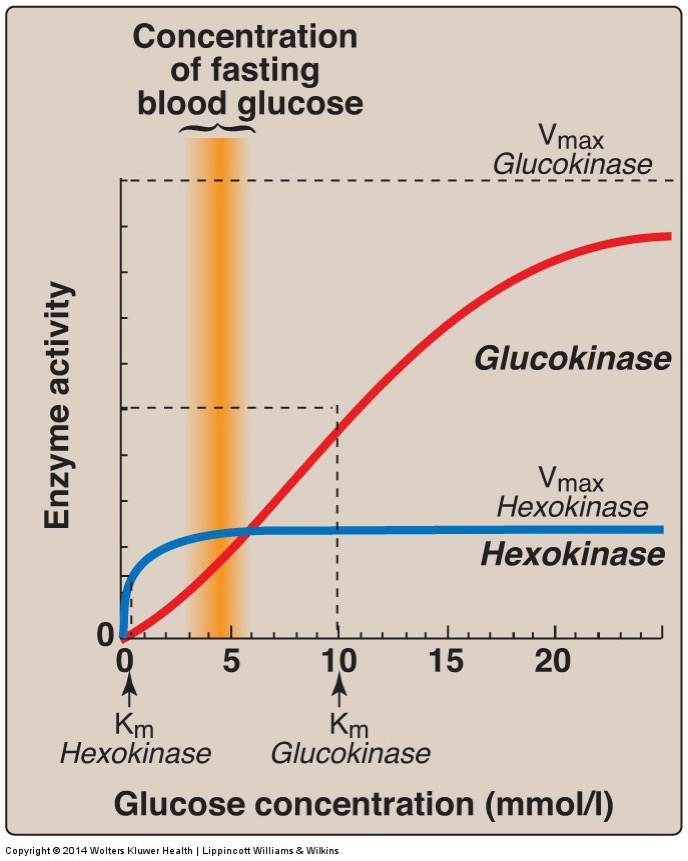 Concentration
of fasting
blood glucose
Vmax
Glucokinase
Enzyme activity
Glucokinase
Vmax
Hexokinase
Hexokinase
0
0 5 10 15 20
Km
Hexokinase
Km
Glucokinase
Glucose concentration (mmol/l)
Copyright © 2014 Wolters Kluwer Health | Lippincott Williams & Wilkins